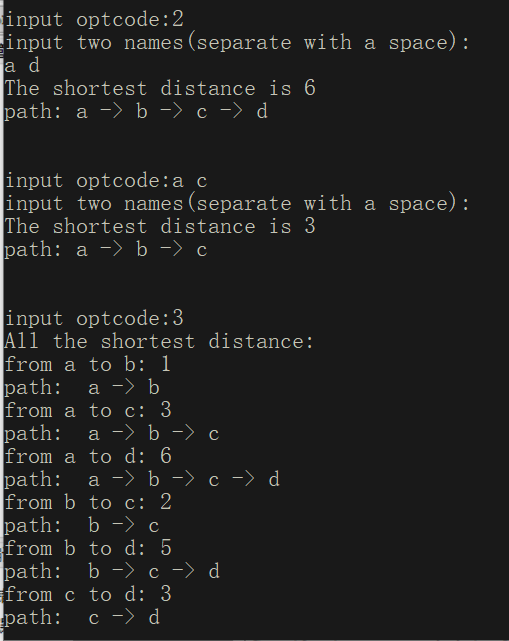 input optcode:2
input two names(separate with a space):
a d
The shortest distance is 6
path: a -> b -> c -> d
input optcode:a c
input two names(separate with a space):
The shortest distance is 3
path: a -> b -> c
input optcode:3
All the shortest distance:
from a to b: 1
path:  a -> b
from a to c: 3
path:  a -> b -> c
from a to d: 6
path:  a -> b -> c -> d
from b to c: 2
path:  b -> c
from b to d: 5
path:  b -> c -> d
from c to d: 3
path:  c -> d